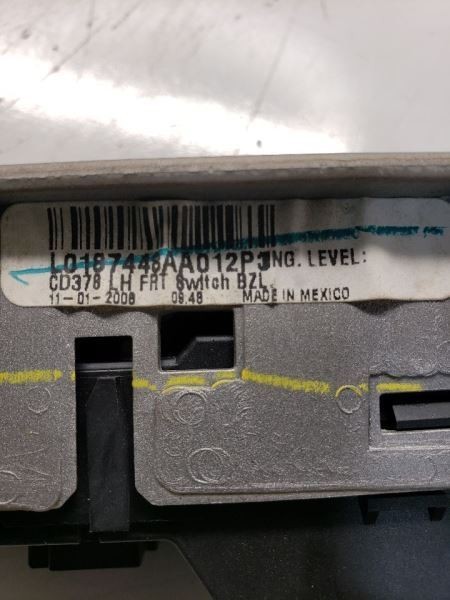 L0187448AA012PJ ENG. LEVEL:
CD378 LH FRT Switch BZL
11-01-2008 09.48 MADE IN MEXICO